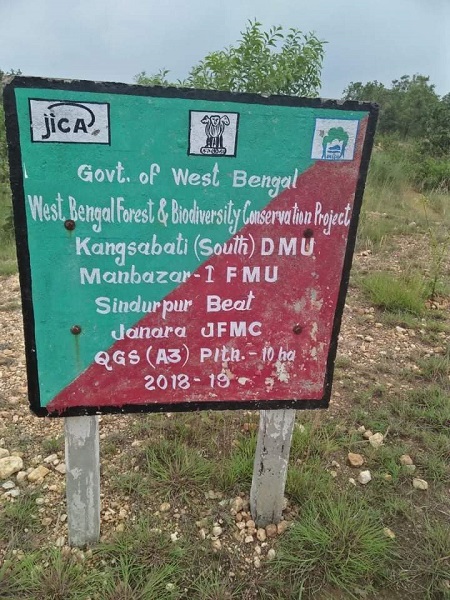 jICA
Govt. of West Bengal
West Bengal Forest & Biodiversity Conservation Project
Kangsabati (South) DMU
Manbazar-I FMU
Sindurpur Beat
Janara JFMC
QGS (A3) Pltn. - 10 ha
2018-19